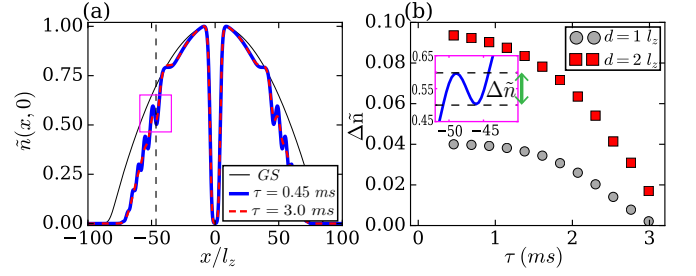 (a)
ñ(x, 0)
1.00
0.75
0.50
0.25
0.00
GS
τ = 0.45 ms
τ = 3.0 ms
−100 −50 0 50 100
x/l_z
(b)
Δñ
0.10
0.08
0.06
0.04
0.02
0.00
d = 1 l_z
d = 2 l_z
0.65
0.55
0.45
Δñ
−50 −45
0 1 2 3
τ (ms)